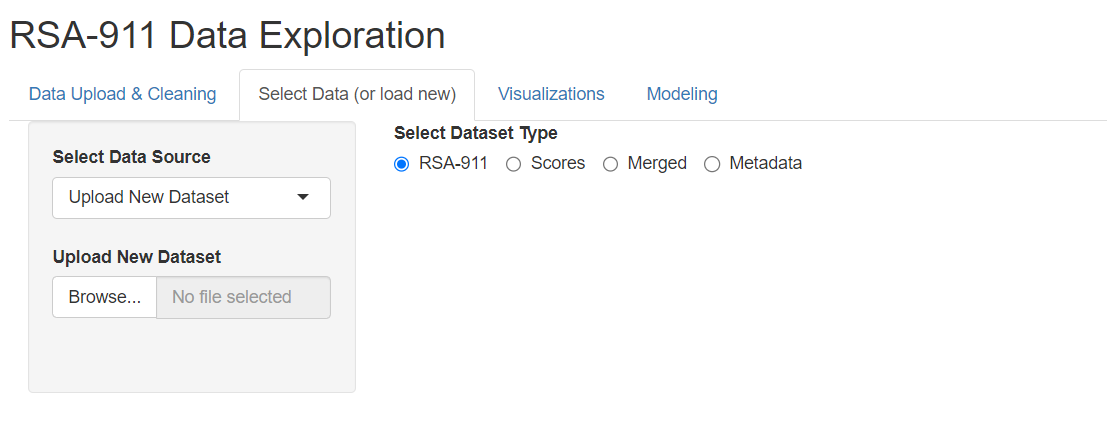 RSA-911 Data Exploration
Data Upload & Cleaning Select Data (or load new) Visualizations Modeling
Select Data Source
Upload New Dataset
Upload New Dataset
Browse... No file selected
Select Dataset Type
RSA-911 Scores Merged Metadata